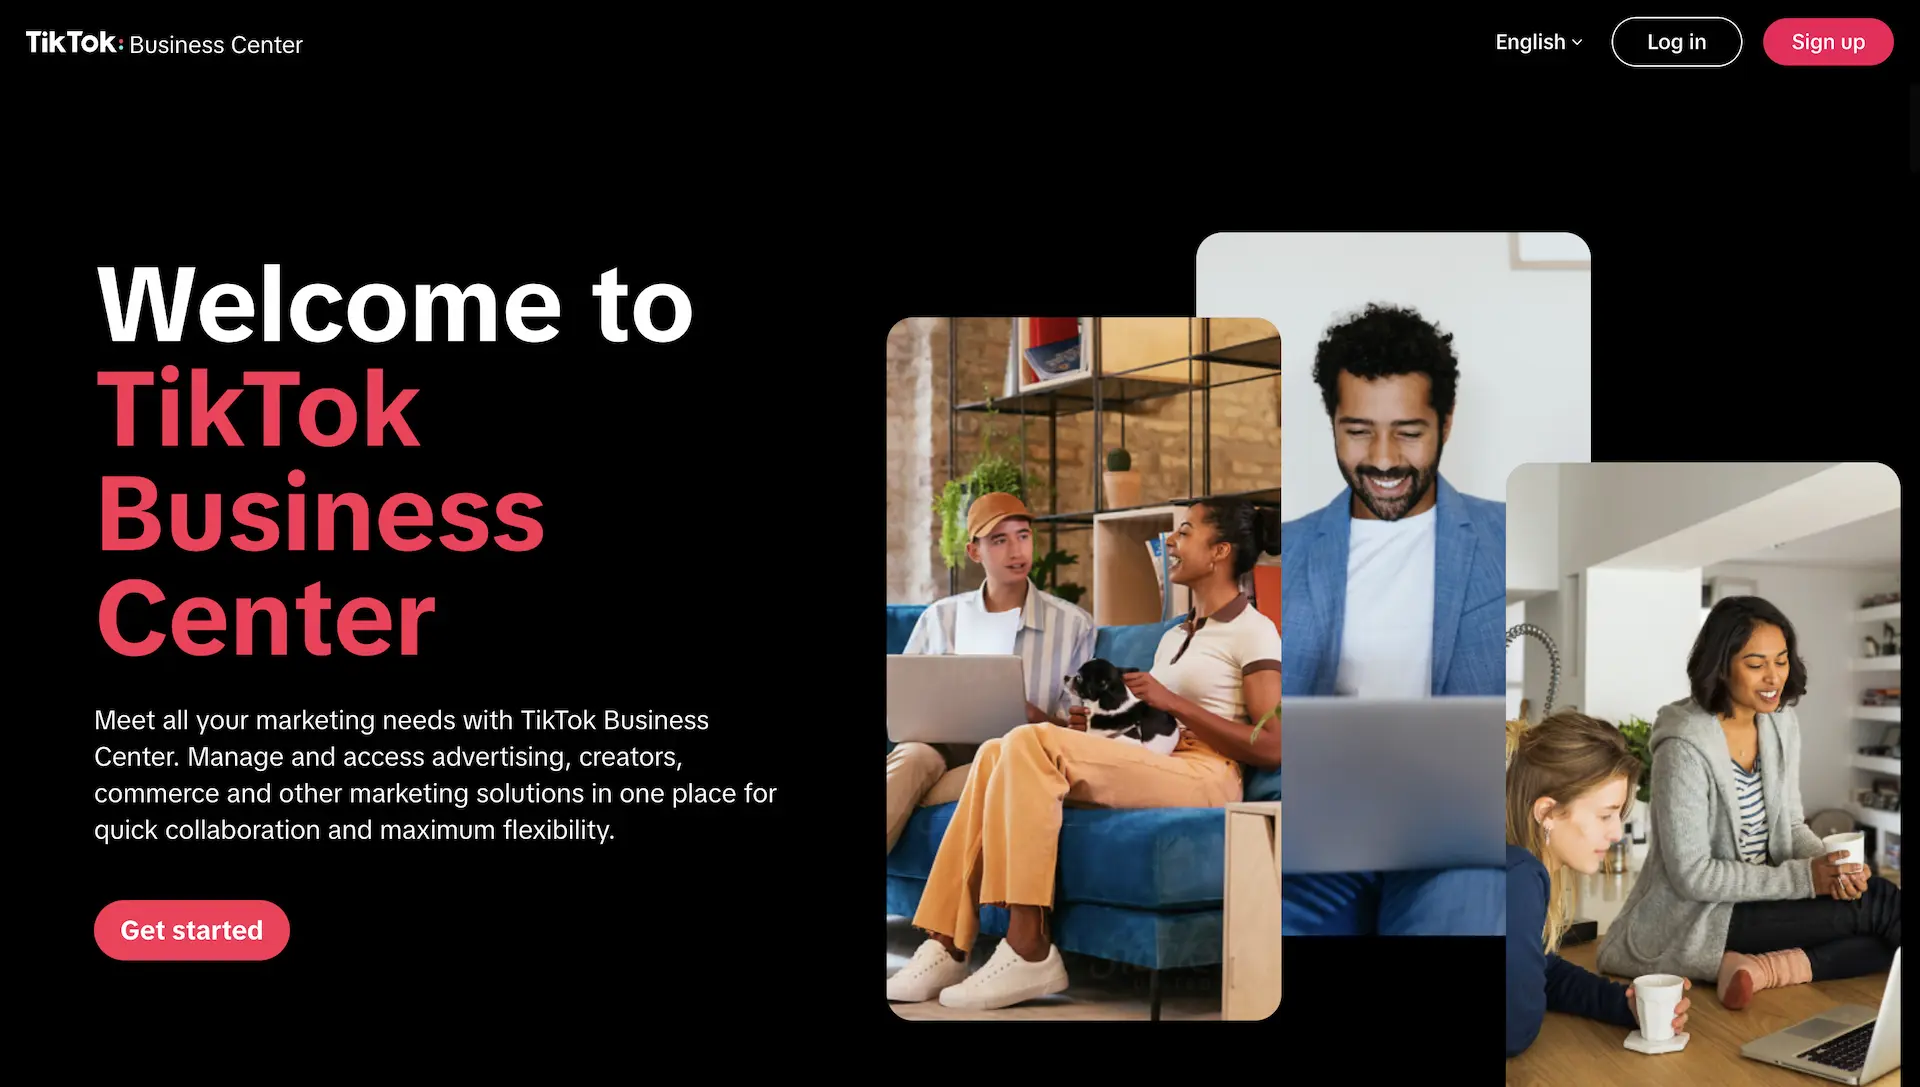 TikTok: Business Center
English
Log in
Sign up
Welcome to
TikTok
Business
Center
Meet all your marketing needs with TikTok Business
Center. Manage and access advertising, creators,
commerce and other marketing solutions in one place for
quick collaboration and maximum flexibility.
Get started